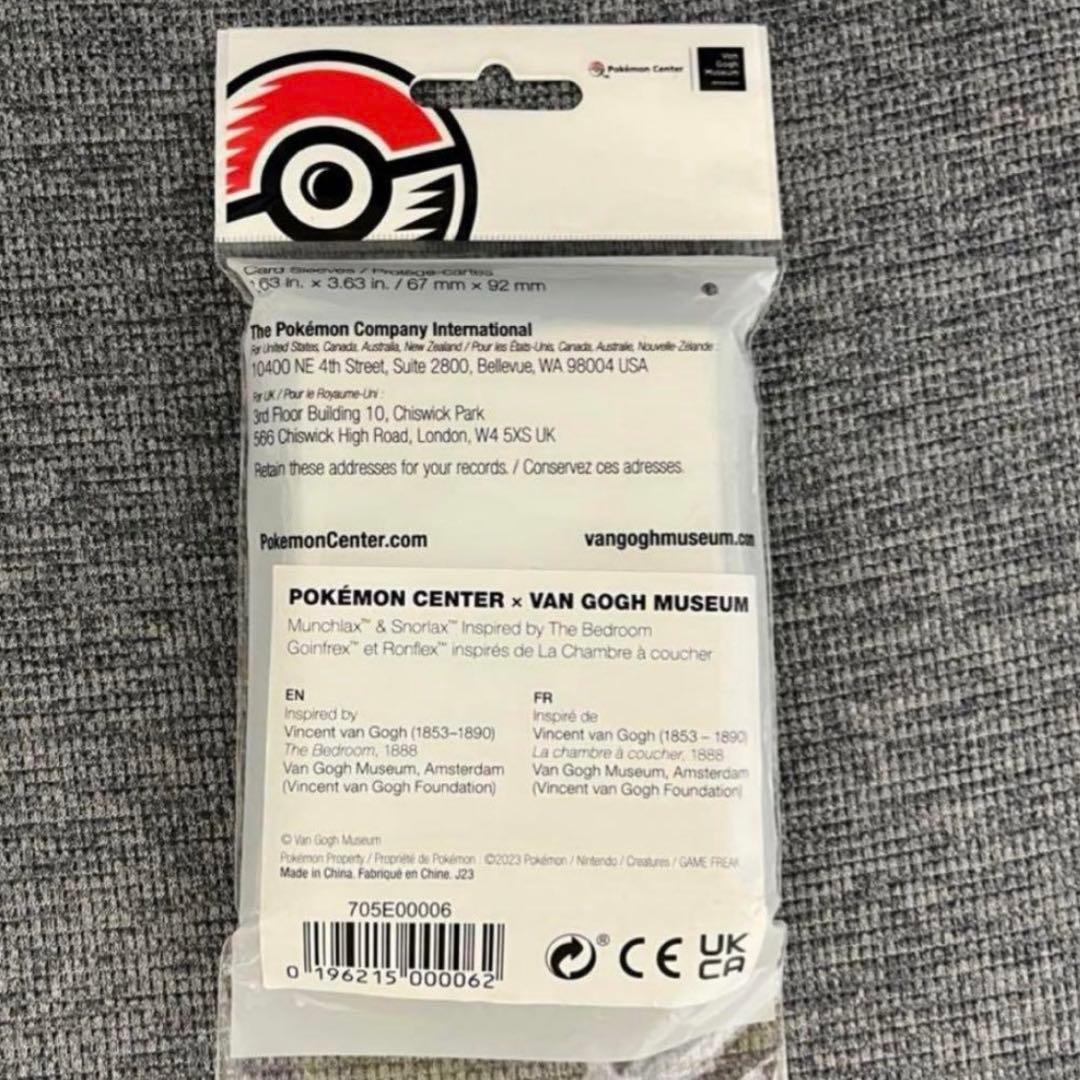 Pokémon Center
Van
Gogh
Museum
Card Sleeves / Protège-cartes
.63 in. × 3.63 in. / 67 mm × 92 mm
The Pokémon Company International
For United States, Canada, Australia, New Zealand / Pour les États-Unis, Canada, Australie, Nouvelle-Zélande :
10400 NE 4th Street, Suite 2800, Bellevue, WA 98004 USA
For UK / Pour le Royaume-Uni :
3rd Floor Building 10, Chiswick Park
566 Chiswick High Road, London, W4 5XS UK
Retain these addresses for your records. / Conservez ces adresses.
PokemonCenter.com
vangoghmuseum.com
POKÉMON CENTER × VAN GOGH MUSEUM
Munchlax™ & Snorlax™ Inspired by The Bedroom
Goinfrex™ et Ronflex™ inspirés de La Chambre à coucher
EN
Inspired by
Vincent van Gogh (1853–1890)
The Bedroom, 1888
Van Gogh Museum, Amsterdam
(Vincent van Gogh Foundation)
FR
Inspiré de
Vincent van Gogh (1853 – 1890)
La chambre à coucher, 1888
Van Gogh Museum, Amsterdam
(Vincent van Gogh Foundation)
© Van Gogh Museum
Pokémon Property / Propriété de Pokémon : ©2023 Pokémon / Nintendo / Creatures / GAME FREAK
Made in China. Fabriqué en Chine. J23
705E00006
0 196215 000062
® CE UK
CA